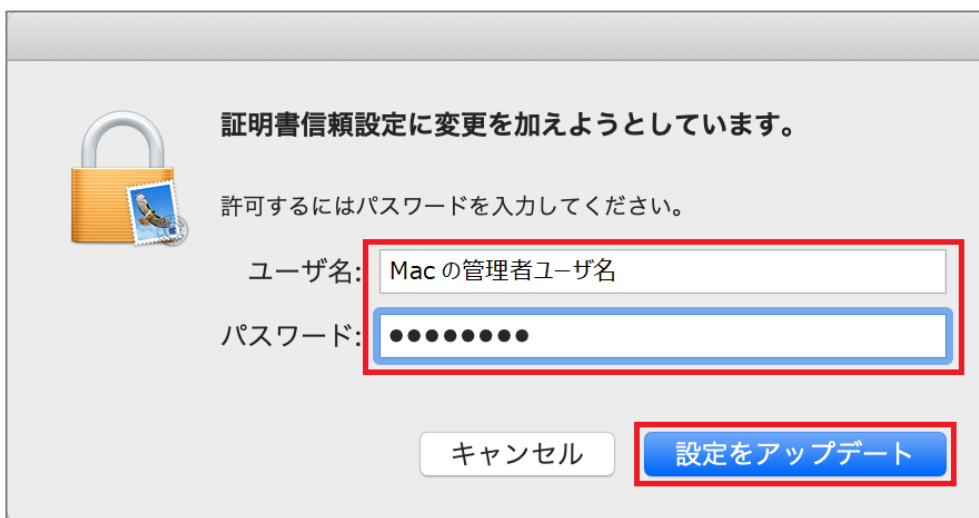 証明書信頼設定に変更を加えようとしています。
許可するにはパスワードを入力してください。
ユーザ名: Mac の管理者ユーザ名
パスワード: ●●●●●●●●
キャンセル 設定をアップデート